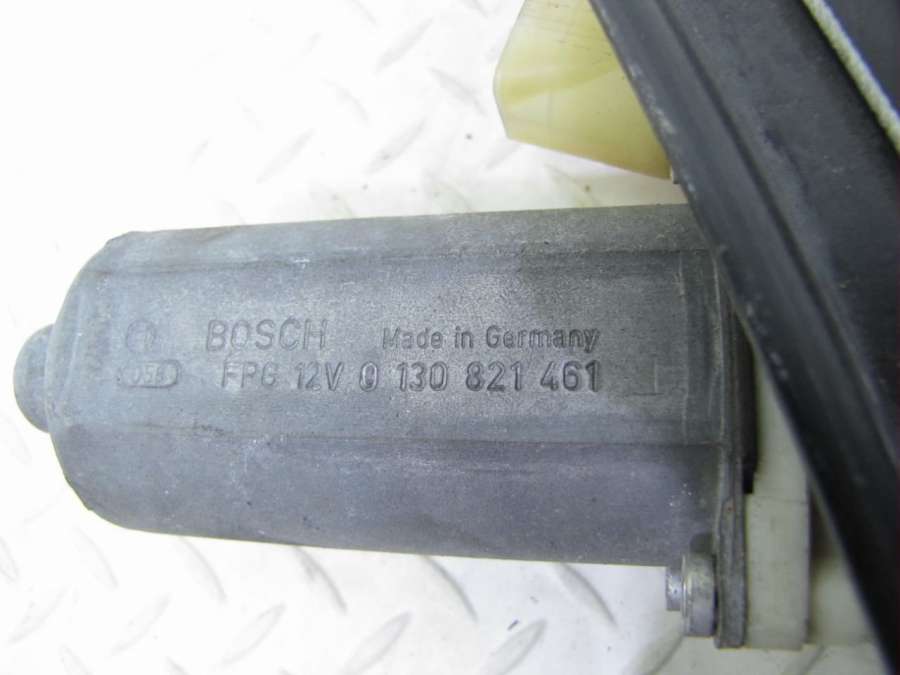 BOSCH Made in Germany
FPG 12V 0 130 821 461